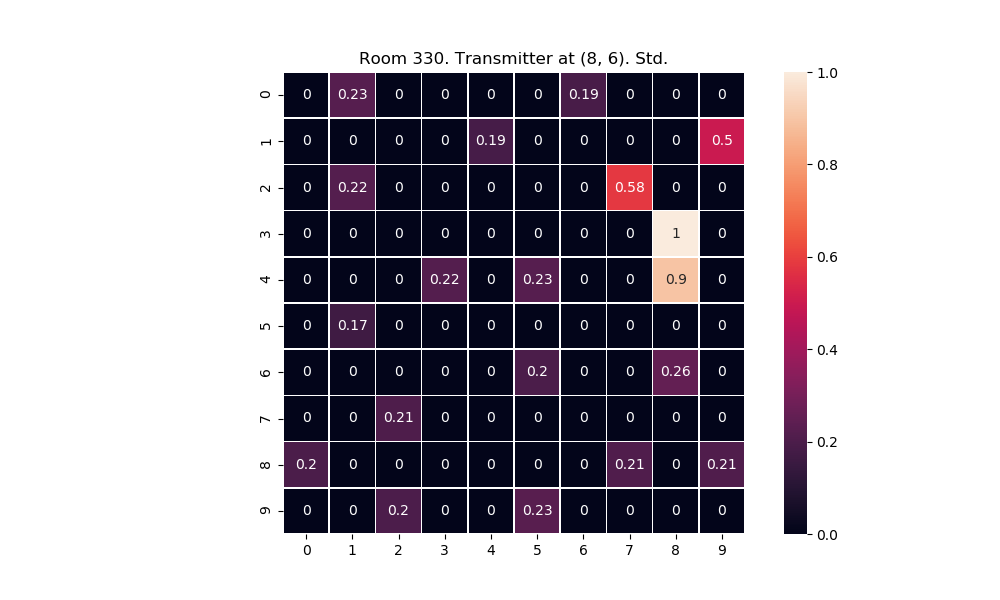 Room 330. Transmitter at (8, 6). Std.
0 0 0.23 0 0 0 0 0.19 0 0 0
1 0 0 0 0 0.19 0 0 0 0 0.5
2 0 0.22 0 0 0 0 0 0.58 0 0
3 0 0 0 0 0 0 0 0 1 0
4 0 0 0 0.22 0 0.23 0 0 0.9 0
5 0 0.17 0 0 0 0 0 0 0 0
6 0 0 0 0 0 0.2 0 0 0.26 0
7 0 0 0.21 0 0 0 0 0 0 0
8 0.2 0 0 0 0 0 0 0.21 0 0.21
9 0 0 0.2 0 0 0.23 0 0 0 0
0 1 2 3 4 5 6 7 8 9
1.0
0.8
0.6
0.4
0.2
0.0